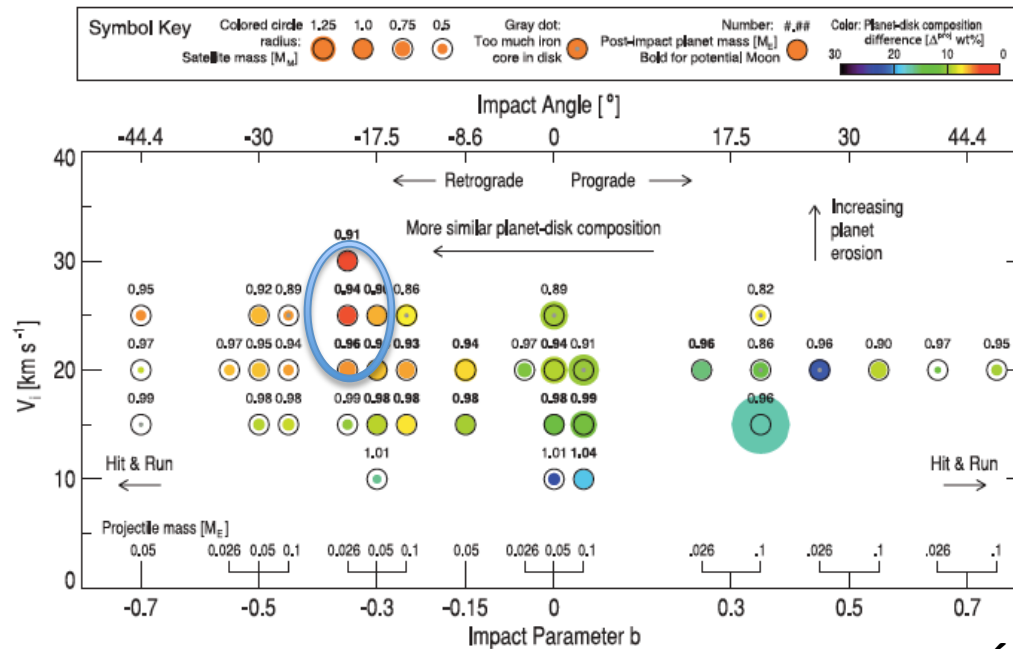 Symbol Key
Colored circle radius: Satellite mass [M_M]
1.25 1.0 0.75 0.5
Gray dot: Too much iron core in disk
Number: #.##
Post-impact planet mass [M_E]
Bold for potential Moon
Color: Planet-disk composition difference [Δ^pro| wt%]
30 20 10 0
Impact Angle [°]
-44.4 -30 -17.5 -8.6 0 17.5 30 44.4
40
Retrograde Prograde
More similar planet-disk composition
Increasing planet erosion
0.91
30
0.95 0.92 0.89 0.94 0.86 0.89 0.82
0.97 0.97 0.95 0.94 0.96 0.93 0.94 0.97 0.94 0.91 0.96 0.86 0.96 0.90 0.97 0.95
20
V_i [km s^-1]
0.99 0.98 0.98 0.99 0.98 0.98 0.98 0.98 0.99 0.96
1.01 1.01 1.04
Hit & Run Hit & Run
10
Projectile mass [M_E]
0.05 0.026 0.05 0.1 0.026 0.05 0.1 0.05 0.026 0.05 0.1 .026 .1 .026 .1 .026 .1
0
-0.7 -0.5 -0.3 -0.15 0 0.3 0.5 0.7
Impact Parameter b